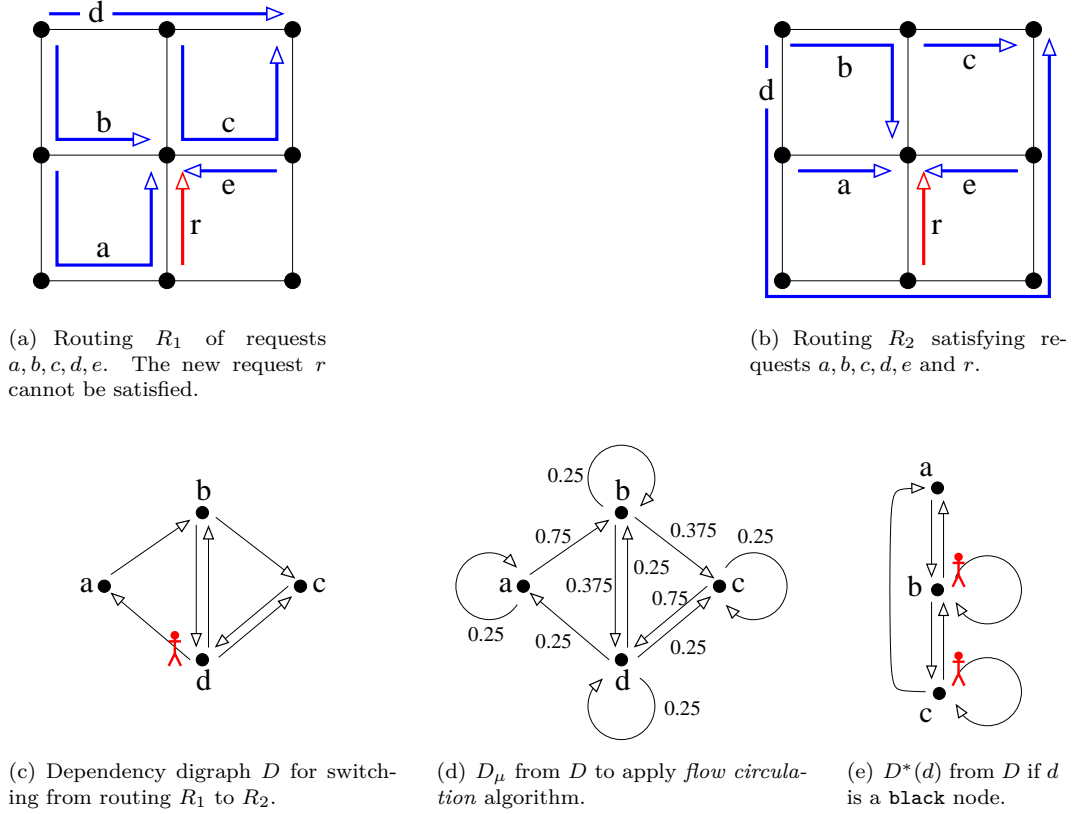 d
b
c
e
r
a
d
b
c
a
e
r
(a) Routing R1 of requests
a, b, c, d, e. The new request r
cannot be satisfied.
(b) Routing R2 satisfying re-
quests a, b, c, d, e and r.
b
a
c
d
0.25
b
0.75
0.375
0.25
a
0.375
0.25
c
0.75
0.25
0.25
0.25
d
0.25
a
b
c
(c) Dependency digraph D for switch-
ing from routing R1 to R2.
(d) Dμ from D to apply flow circula-
tion algorithm.
(e) D*(d) from D if d
is a black node.